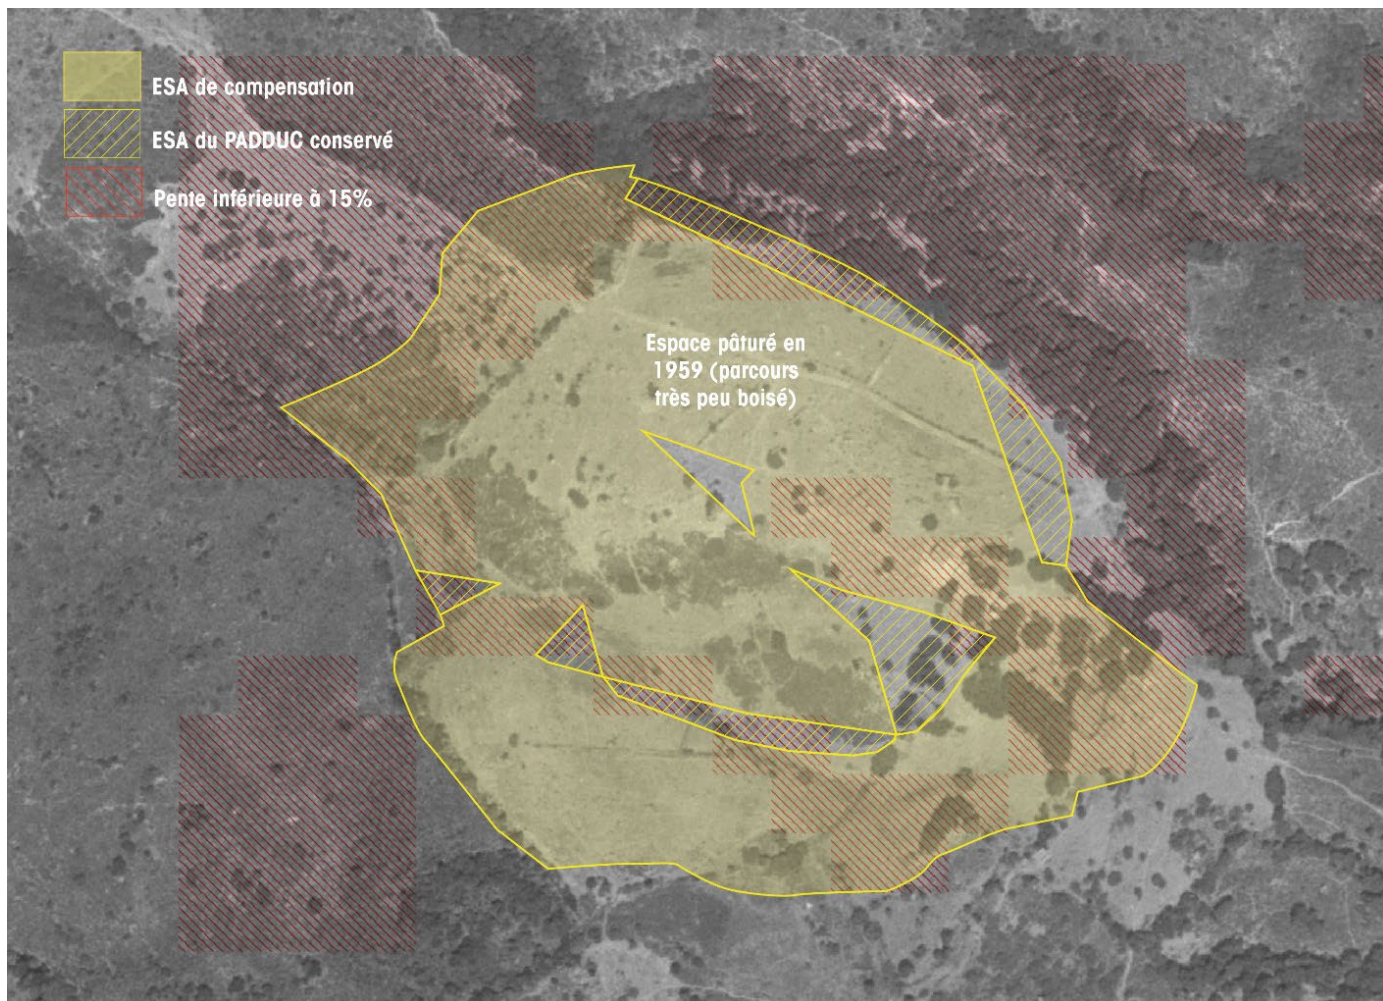 ESA de compensation
ESA du PADDUC conservé
Pente inférieure à 15%
Espace pâturé en
1959 (parcours
très peu boisé)